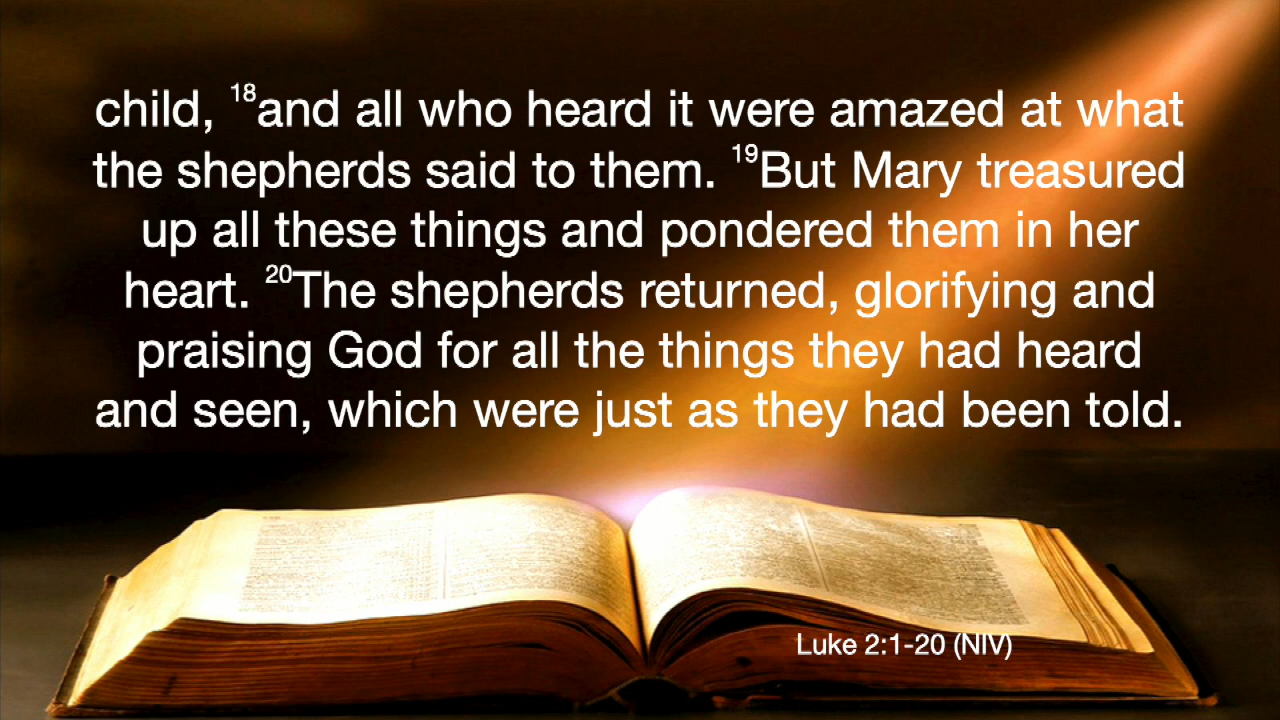 child, 18and all who heard it were amazed at what
the shepherds said to them. 19But Mary treasured
up all these things and pondered them in her
heart. 20The shepherds returned, glorifying and
praising God for all the things they had heard
and seen, which were just as they had been told.
Luke 2:1-20 (NIV)